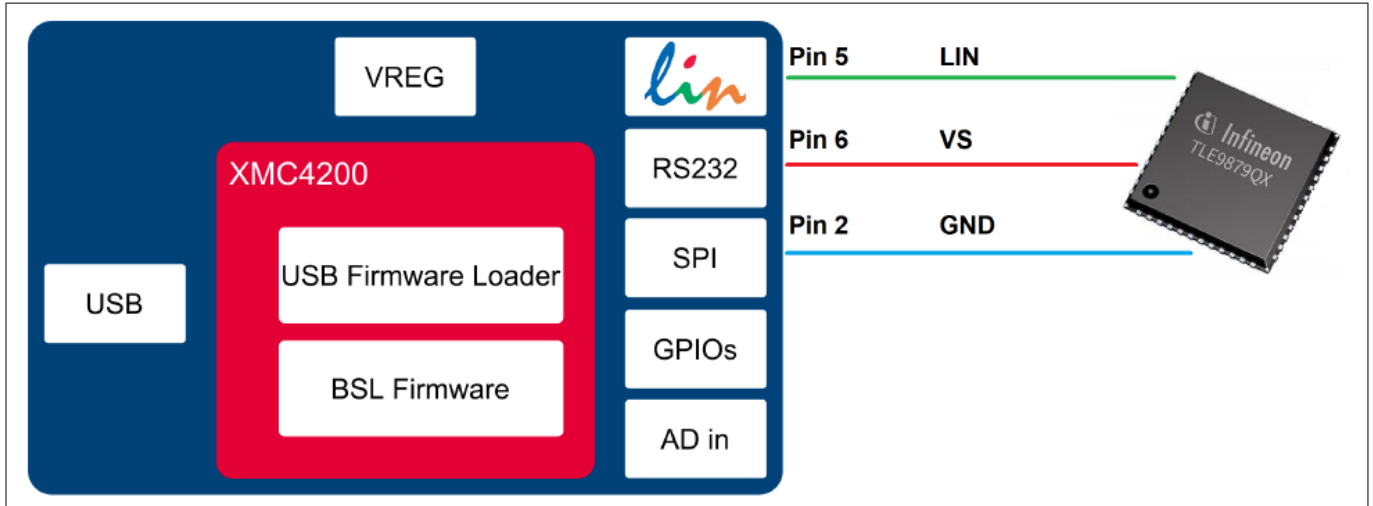 VREG
lin
Pin 5 LIN
XMC4200
RS232
Pin 6 VS
Infineon
TLE9879QX
USB Firmware Loader
SPI
Pin 2 GND
USB
BSL Firmware
GPIOs
AD in